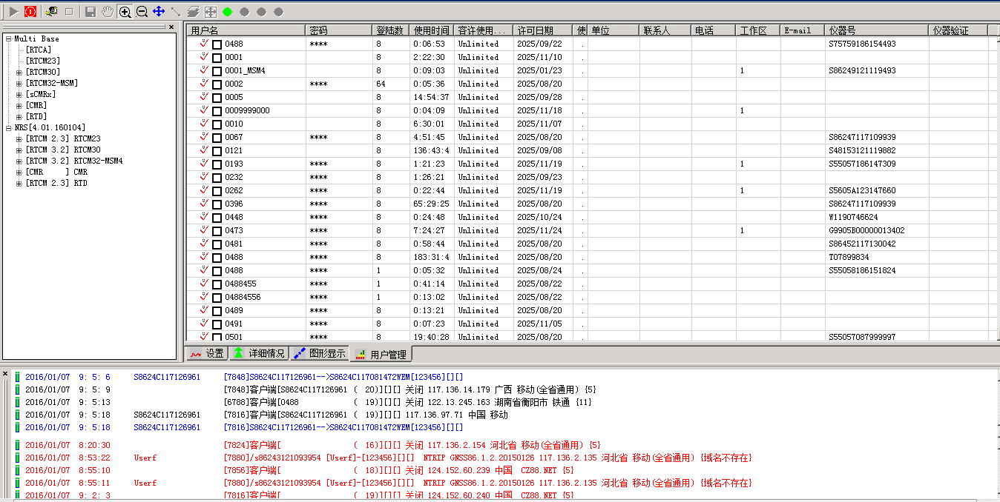 Multi Base
[RTCA]
[RTCM23]
[RTCM30]
[RTCM32-MSM]
[sCMRx]
[CMR]
[RTD]
NRS[4.01.160104]
[RTCM 2.3] RTCM23
[RTCM 3.2] RTCM30
[RTCM 3.2] RTCM32-MSM4
[CMR     ] CMR
[RTCM 2.3] RTD
用户名 密码 登陆数 使用时间 容许使用... 许可日期 使 单位 联系人 电话 工作区 E-mail 仪器号 仪器验证
0488 **** 8 0:06:53 Unlimited 2025/09/22 . S75759186154493
0001 8 2:22:30 Unlimited 2025/11/10 .
0001_MSM4 8 0:09:03 Unlimited 2025/01/23 . 1 S86249121119493
0002 **** 64 0:05:36 Unlimited 2025/08/20 .
0005 8 14:54:37 Unlimited 2025/09/28 .
0009999000 8 0:04:09 Unlimited 2025/11/18 . 1
0010 8 6:30:01 Unlimited 2025/11/07 .
0067 **** 8 4:51:45 Unlimited 2025/08/20 . S86247117109939
0121 8 136:43:4 Unlimited 2025/09/08 . S48153121119882
0193 **** 8 1:21:23 Unlimited 2025/11/19 . 1 S55057186147309
0232 **** 8 1:26:21 Unlimited 2025/09/23 .
0262 **** 8 0:22:44 Unlimited 2025/11/19 . 1 S5605A123147660
0396 **** 8 65:29:25 Unlimited 2025/08/20 . S86247117109939
0448 **** 8 0:24:48 Unlimited 2025/10/24 . W1190746624
0473 **** 8 7:24:27 Unlimited 2025/11/24 . 1 G9905B00000013402
0481 **** 8 0:58:44 Unlimited 2025/08/20 . S86452117130042
0488 **** 8 183:31:4 Unlimited 2025/08/20 . T07899834
0488 **** 1 0:05:32 Unlimited 2025/08/24 . S55058186151824
0488455 **** 1 0:41:14 Unlimited 2025/08/22 .
04884556 **** 1 0:13:02 Unlimited 2025/08/22 .
0489 **** 8 0:13:21 Unlimited 2025/08/20 .
0491 **** 8 0:07:23 Unlimited 2025/11/05 .
0501 **** 8 19:40:28 Unlimited 2025/08/20 . S55057087999997
设置 详细情况 图形显示 用户管理
2016/01/07  9: 5: 6 S8624C117126961 [7848]S8624C117126961-->S8624C117081472WEM[123456][][]
2016/01/07  9: 5: 9 [7848]客户端[S8624C117126961 (  20)][][] 关闭 117.136.14.179 广西 移动(全省通用) {5}
2016/01/07  9: 5:13 [6788]客户端[0488            (  19)][][] 关闭 122.13.245.163 湖南省衡阳市 铁通 {11}
2016/01/07  9: 5:18 S8624C117126961 [7816]客户端[S8624C117126961 (  19)][][] 117.136.97.71 中国 移动
2016/01/07  9: 5:18 S8624C117126961 [7816]S8624C117126961-->S8624C117081472WEM[123456][][]
2016/01/07  8:20:30 [7824]客户端[                (  16)][][] 关闭 117.136.2.154 河北省 移动(全省通用) {5}
2016/01/07  8:53:22 Userf [7880]/s86243121093954 [Userf]-[123456][][]  NTRIP GNSS86.1.2.20150126 117.136.2.135 河北省 移动(全省通用) {域名不存在}
2016/01/07  8:55:10 [7856]客户端[                (  18)][][] 关闭 124.152.60.239 中国  CZ88.NET {5}
2016/01/07  8:55:11 Userf [7880]/s86243121093954 [Userf]-[123456][][]  NTRIP GNSS86.1.2.20150126 117.136.2.135 河北省 移动(全省通用) {域名不存在}
2016/01/07  9: 2: 3 [7816]客户端[                (  19)][][] 关闭 124.152.60.240 中国  CZ88.NET {5}